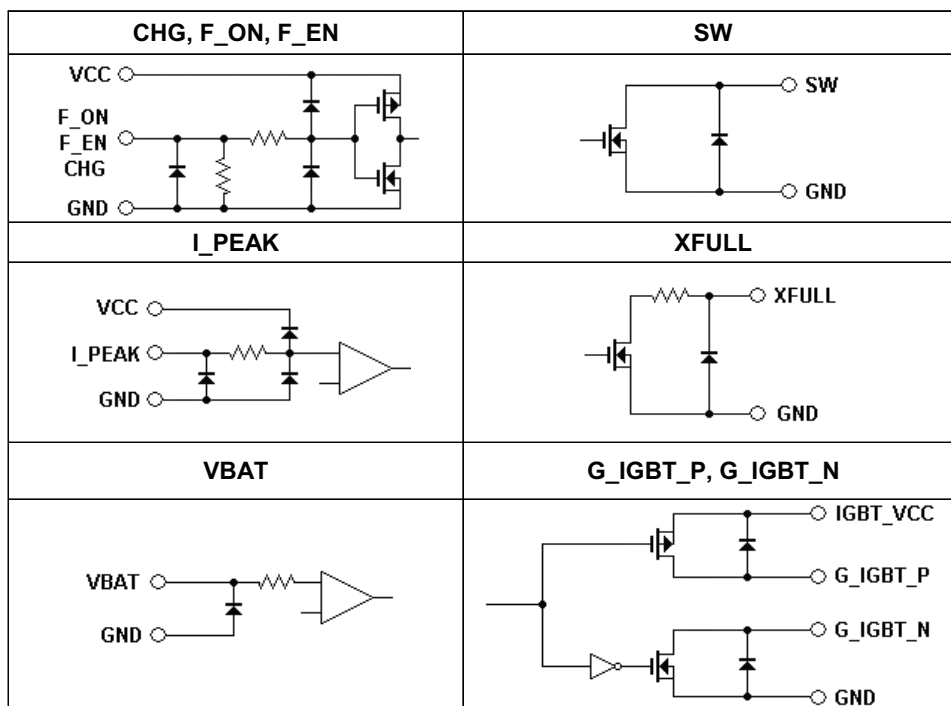 CHG, F_ON, F_EN
SW
VCC
F_ON
F_EN
CHG
GND
SW
GND
I_PEAK
XFULL
VCC
I_PEAK
GND
XFULL
GND
VBAT
G_IGBT_P, G_IGBT_N
VBAT
GND
IGBT_VCC
G_IGBT_P
G_IGBT_N
GND